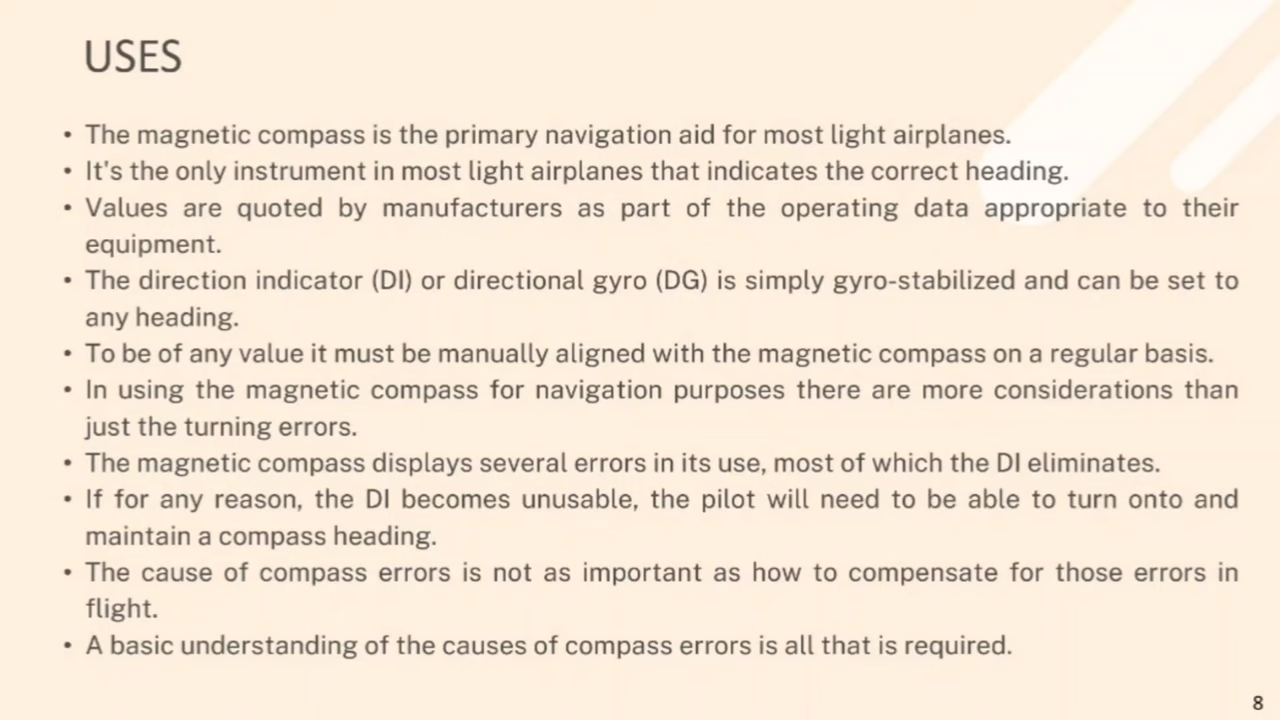 USES
• The magnetic compass is the primary navigation aid for most light airplanes.
• It's the only instrument in most light airplanes that indicates the correct heading.
• Values are quoted by manufacturers as part of the operating data appropriate to their
equipment.
• The direction indicator (DI) or directional gyro (DG) is simply gyro-stabilized and can be set to
any heading.
• To be of any value it must be manually aligned with the magnetic compass on a regular basis.
• In using the magnetic compass for navigation purposes there are more considerations than
just the turning errors.
• The magnetic compass displays several errors in its use, most of which the DI eliminates.
• If for any reason, the DI becomes unusable, the pilot will need to be able to turn onto and
maintain a compass heading.
• The cause of compass errors is not as important as how to compensate for those errors in
flight.
• A basic understanding of the causes of compass errors is all that is required.
8